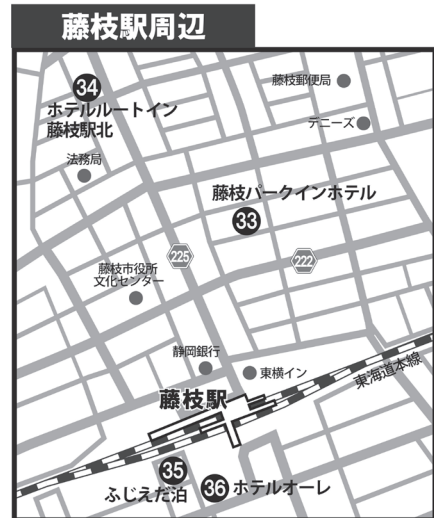 藤枝駅周辺
34
ホテルルートイン
藤枝駅北
藤枝郵便局
デニーズ
法務局
藤枝パークインホテル
33
225
222
藤枝市役所
文化センター
静岡銀行
東横イン
東海道本線
藤枝駅
35
ふじえだ泊
36
ホテルオーレ